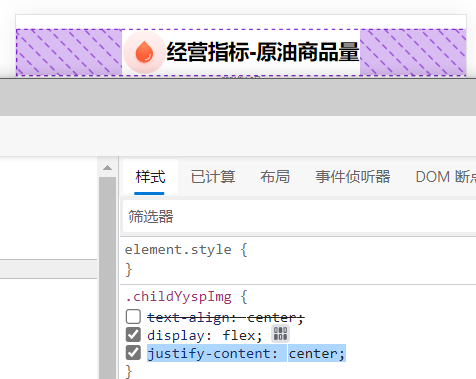 经营指标-原油商品量
样式 已计算 布局 事件侦听器 DOM 断点
筛选器
element.style {
}
.childYyspImg {
text-align: center;
display: flex;
justify-content: center;
}